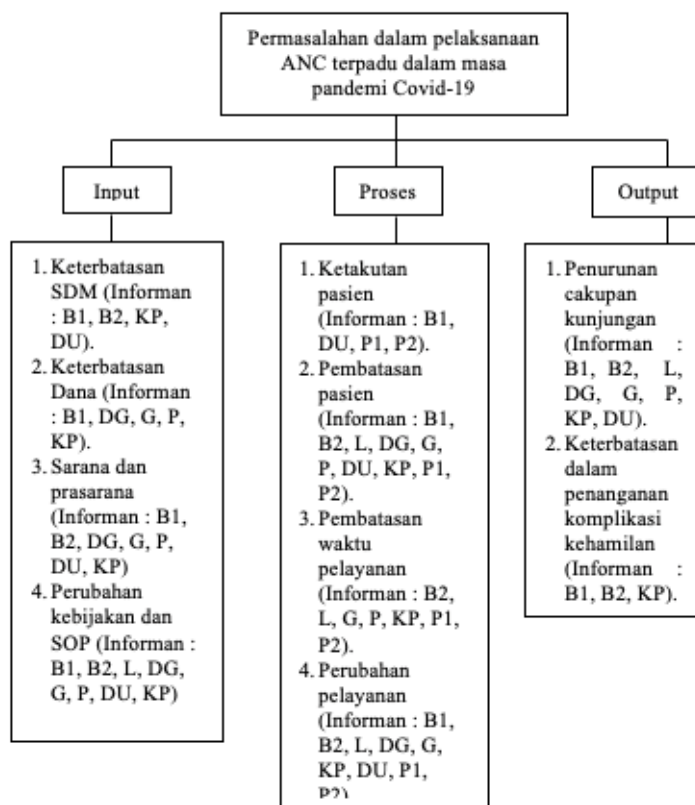 Permasalahan dalam pelaksanaan
ANC terpadu dalam masa
pandemi Covid-19
Input
Proses
Output
1. Keterbatasan
SDM (Informan
: B1, B2, KP,
DU).
2. Keterbatasan
Dana (Informan
: B1, DG, G, P,
KP).
3. Sarana dan
prasarana
(Informan : B1,
B2, DG, G, P,
DU, KP)
4. Perubahan
kebijakan dan
SOP (Informan :
B1, B2, L, DG,
G, P, DU, KP)
1. Ketakutan
pasien
(Informan : B1,
DU, P1, P2).
2. Pembatasan
pasien
(Informan : B1,
B2, L, DG, G,
P, DU, KP, P1,
P2).
3. Pembatasan
waktu
pelayanan
(Informan : B2,
L, G, P, KP, P1,
P2).
4. Perubahan
pelayanan
(Informan : B1,
B2, L, DG, G,
KP, DU, P1,
P2)
1. Penurunan
cakupan
kunjungan
(Informan :
B1, B2, L,
DG, G, P,
KP, DU).
2. Keterbatasan
dalam
penanganan
komplikasi
kehamilan
(Informan :
B1, B2, KP).